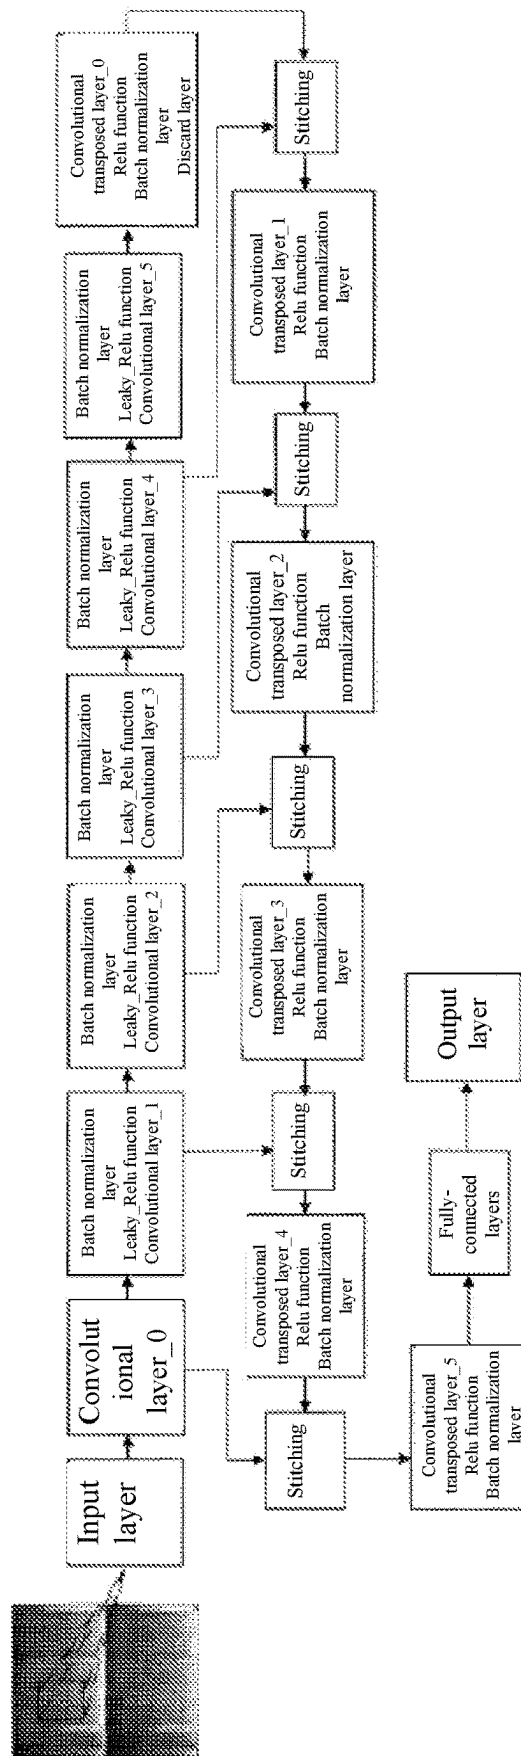 Input
layer
Convolut
ional
layer_0
Batch normalization
layer
Leaky_Relu function
Convolutional layer_1
Batch normalization
layer
Leaky_Relu function
Convolutional layer_2
Batch normalization
layer
Leaky_Relu function
Convolutional layer_3
Batch normalization
layer
Leaky_Relu function
Convolutional layer_4
Batch normalization
layer
Leaky_Relu function
Convolutional layer_5
Convolutional
transposed layer_0
Relu function
Batch normalization
layer
Discard layer
Stitching
Convolutional
transposed layer_1
Relu function
Batch normalization
layer
Stitching
Convolutional
transposed layer_2
Relu function
Batch
normalization layer
Stitching
Convolutional
transposed layer_3
Relu function
Batch normalization
layer
Stitching
Convolutional
transposed layer_4
Relu function
Batch normalization
layer
Stitching
Convolutional
transposed layer_5
Relu function
Batch normalization
layer
Fully-
connected
layers
Output
layer